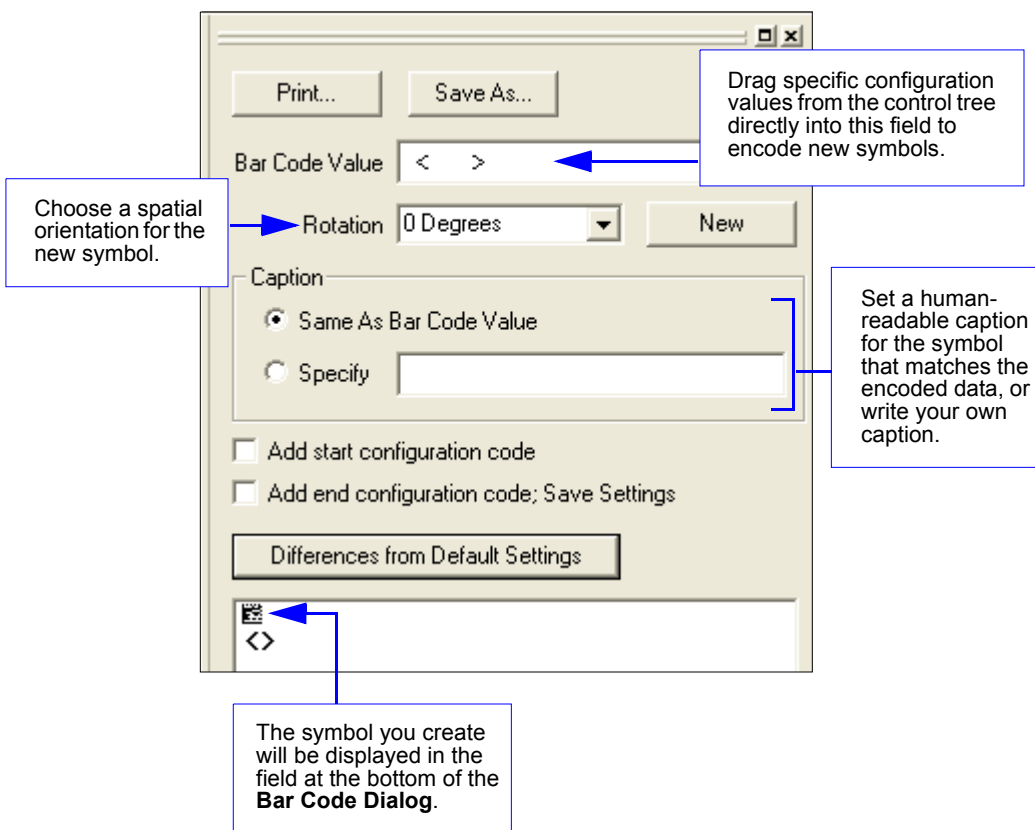 Print...
Save As...
Drag specific configuration
values from the control tree
directly into this field to
encode new symbols.
Bar Code Value
< >
Choose a spatial
orientation for the
new symbol.
Rotation
0 Degrees
New
Caption
Same As Bar Code Value
Specify
Set a human-
readable caption
for the symbol
that matches the
encoded data, or
write your own
caption.
Add start configuration code
Add end configuration code; Save Settings
Differences from Default Settings
<>
The symbol you create
will be displayed in the
field at the bottom of the
Bar Code Dialog.